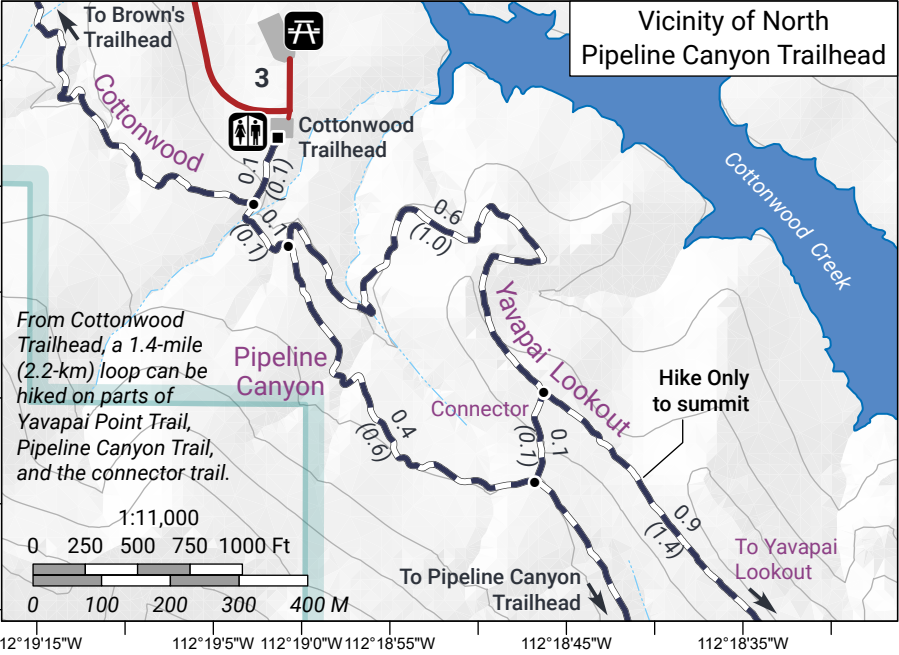 To Brown's
Trailhead
Vicinity of North
Pipeline Canyon Trailhead
3
Cottonwood
Cottonwood
Trailhead
0.1
(0.1)
0.1
(0.1)
0.6
(1.0)
Cottonwood Creek
Yavapai Lookout
From Cottonwood
Trailhead, a 1.4-mile
(2.2-km) loop can be
hiked on parts of
Yavapai Point Trail,
Pipeline Canyon Trail,
and the connector trail.
Pipeline
Canyon
Hike Only
to summit
Connector
0.4
(0.6)
0.1
(0.1)
0.9
(1.4)
1:11,000
0 250 500 750 1000 Ft
0 100 200 300 400 M
To Yavapai
Lookout
To Pipeline Canyon
Trailhead
12°19'15"W 112°19'5"W 112°19'0"W 112°18'55"W 112°18'45"W 112°18'35"W